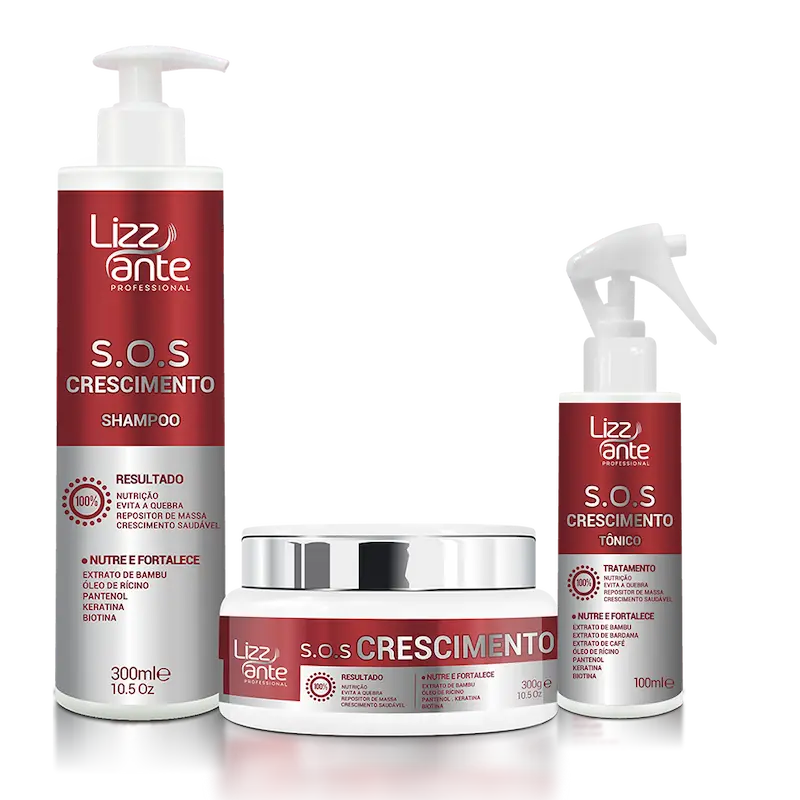 Lizz
ante
PROFESSIONAL
S.O.S
CRESCIMENTO
SHAMPOO
RESULTADO
100%
NUTRIÇÃO
EVITA A QUEBRA
REPOSITOR DE MASSA
CRESCIMENTO SAUDÁVEL
NUTRE E FORTALECE
EXTRATO DE BAMBU
ÓLEO DE RÍCINO
PANTENOL
KERATINA
BIOTINA
300ml℮
10.5 Oz
Lizz
ante
PROFESSIONAL
S.O.S CRESCIMENTO
RESULTADO
100%
NUTRIÇÃO
EVITA A QUEBRA
REPOSITOR DE MASSA
CRESCIMENTO SAUDÁVEL
NUTRE E FORTALECE
EXTRATO DE BAMBU
ÓLEO DE RÍCINO
PANTENOL , KERATINA
BIOTINA
300g℮
10.5 Oz
Lizz
ante
PROFESSIONAL
S.O.S
CRESCIMENTO
TÔNICO
TRATAMENTO
100%
NUTRIÇÃO
EVITA A QUEBRA
REPOSITOR DE MASSA
CRESCIMENTO SAUDÁVEL
NUTRE E FORTALECE
EXTRATO DE BAMBU
EXTRATO DE BARDANA
EXTRATO DE CAFÉ
ÓLEO DE RÍCINO
PANTENOL
KERATINA
BIOTINA
100ml℮